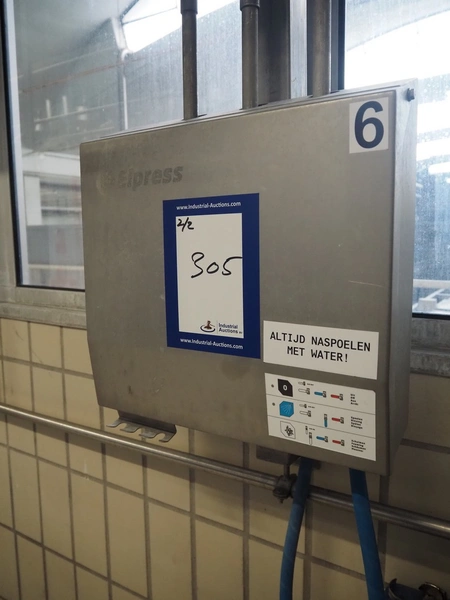 6
Elpress
www.Industrial-Auctions.com
2/2
305
Industrial
Auctions
www.Industrial-Auctions.com
ALTIJD NASPOELEN
MET WATER!
0